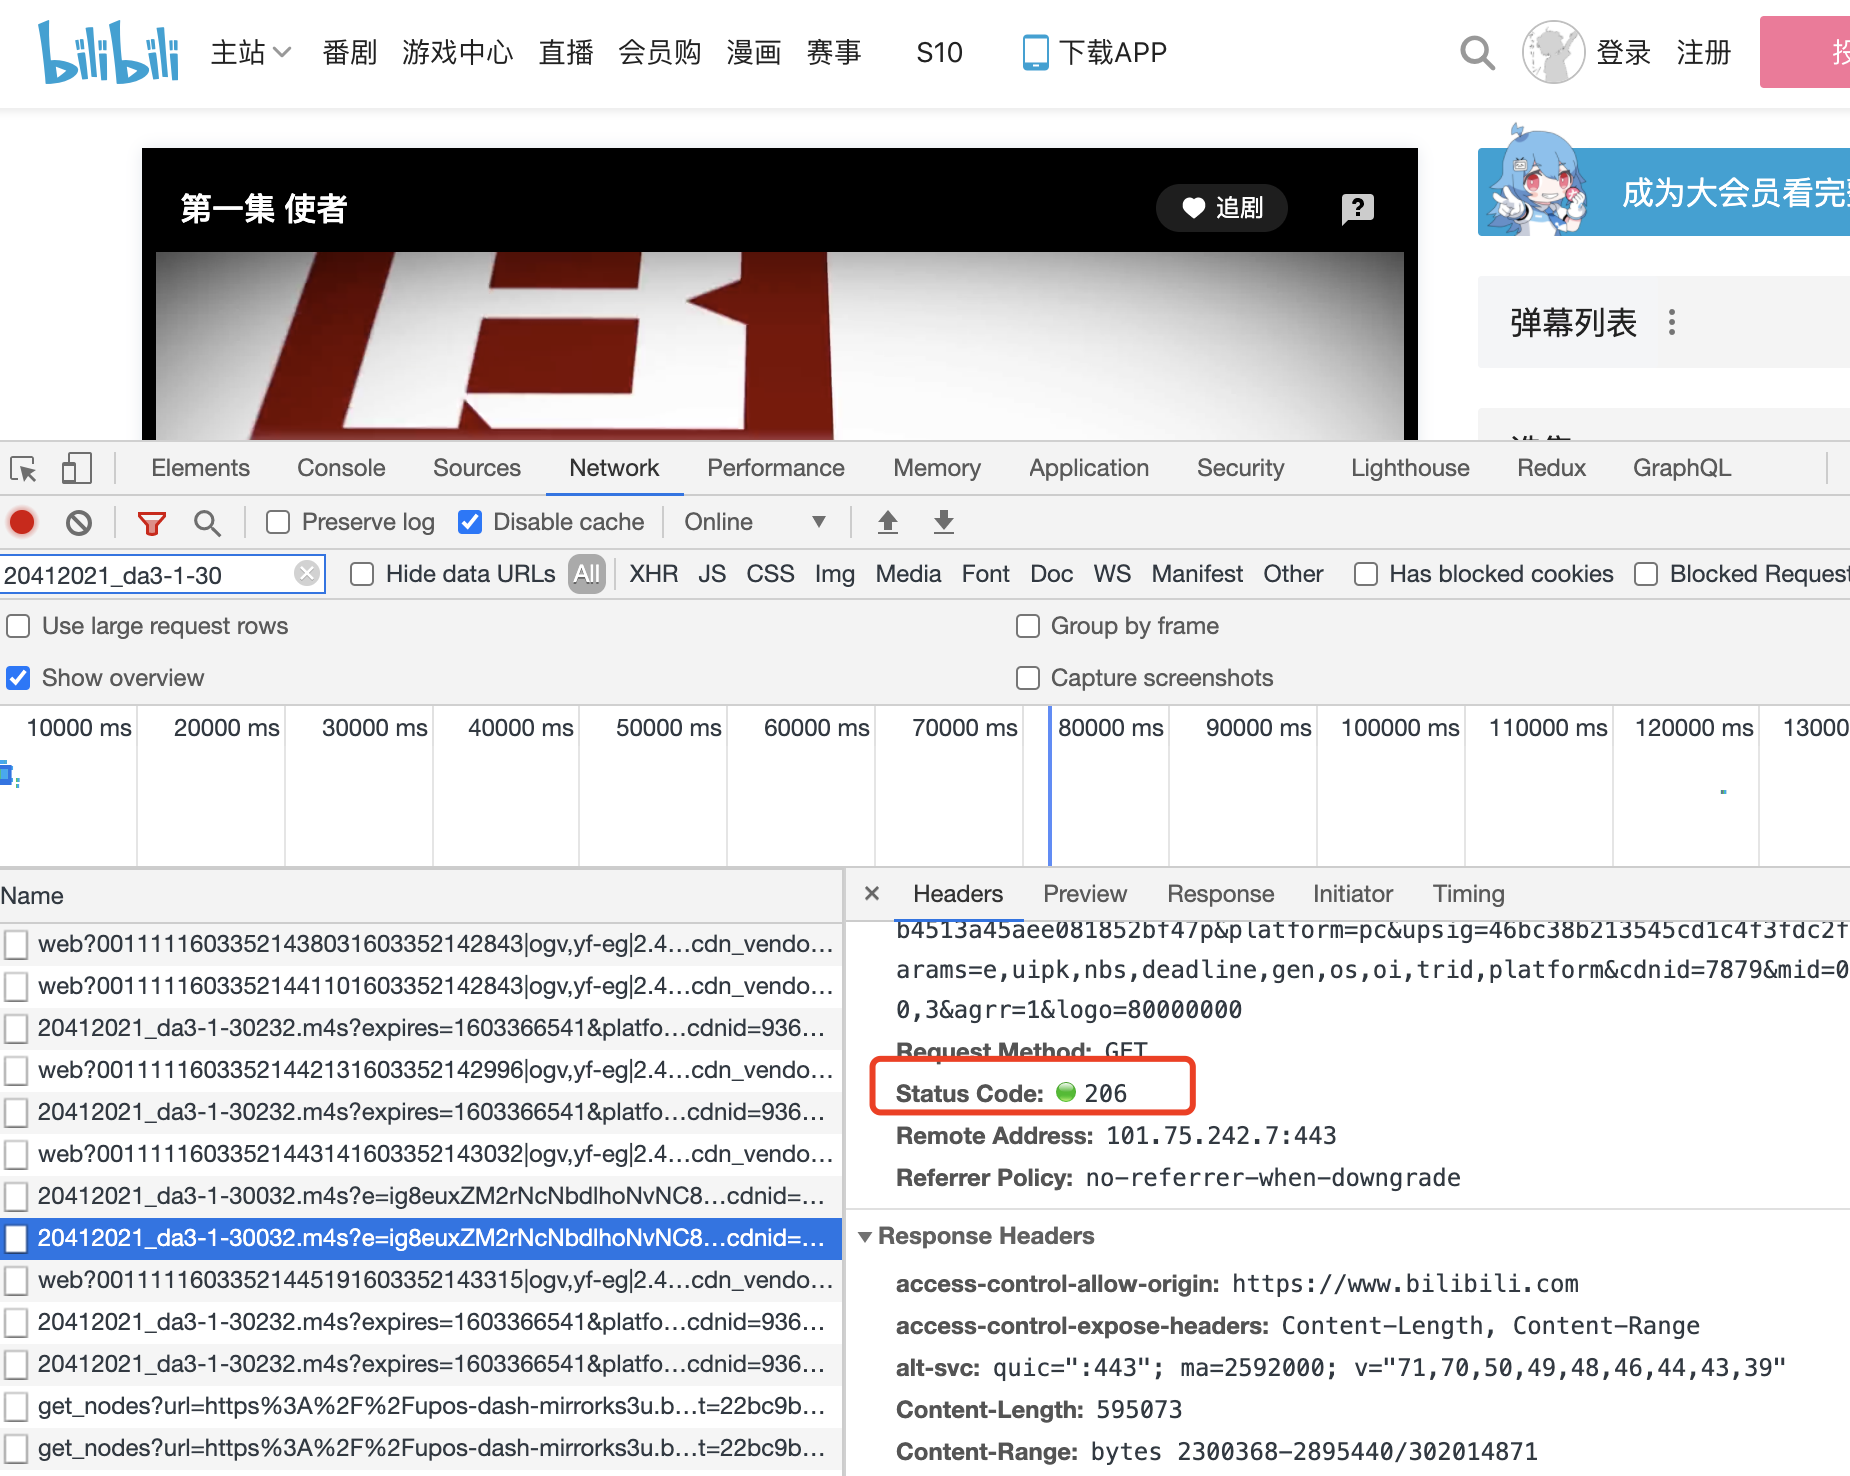 bilibili 主站 番剧 游戏中心 直播 会员购 漫画 赛事 S10 下载APP 登录 注册 投
第一集 使者 追剧 ?
成为大会员看完
弹幕列表
Elements Console Sources Network Performance Memory Application Security Lighthouse Redux GraphQL
Preserve log Disable cache Online
20412021_da3-1-30 Hide data URLs All XHR JS CSS Img Media Font Doc WS Manifest Other Has blocked cookies Blocked Request
Use large request rows Group by frame
Show overview Capture screenshots
10000 ms 20000 ms 30000 ms 40000 ms 50000 ms 60000 ms 70000 ms 80000 ms 90000 ms 100000 ms 110000 ms 120000 ms 13000
Name
web?0011111603352143803160335214​2843|ogv,yf-eg|2.4…cdn_vendo…
web?0011111603352144110160335214​2843|ogv,yf-eg|2.4…cdn_vendo…
20412021_da3-1-30232.m4s?expires=1603366541&platfo…cdnid=936…
web?0011111603352144213160335214​2996|ogv,yf-eg|2.4…cdn_vendo…
20412021_da3-1-30232.m4s?expires=1603366541&platfo…cdnid=936…
web?0011111603352144314160335214​3032|ogv,yf-eg|2.4…cdn_vendo…
20412021_da3-1-30032.m4s?e=ig8euxZM2rNcNbdlhoNvNC8…cdnid=…
20412021_da3-1-30032.m4s?e=ig8euxZM2rNcNbdlhoNvNC8…cdnid=…
web?0011111603352144519160335214​3315|ogv,yf-eg|2.4…cdn_vendo…
20412021_da3-1-30232.m4s?expires=1603366541&platfo…cdnid=936…
20412021_da3-1-30232.m4s?expires=1603366541&platfo…cdnid=936…
get_nodes?url=https%3A%2F%2Fupos-dash-mirrorks3u.b…t=22bc9b…
get_nodes?url=https%3A%2F%2Fupos-dash-mirrorks3u.b…t=22bc9b…
× Headers Preview Response Initiator Timing
b4513a45aee081852bf47p&platform=pc&upsig=46bc38b213545cd1c4f3fdc2f
arams=e,uipk,nbs,deadline,gen,os,oi,trid,platform&cdnid=7879&mid=0
0,3&agrr=1&logo=80000000
Request Method: GET
Status Code: 206
Remote Address: 101.75.242.7:443
Referrer Policy: no-referrer-when-downgrade
Response Headers
access-control-allow-origin: https://www.bilibili.com
access-control-expose-headers: Content-Length, Content-Range
alt-svc: quic=":443"; ma=2592000; v="71,70,50,49,48,46,44,43,39"
Content-Length: 595073
Content-Range: bytes 2300368-2895440/302014871